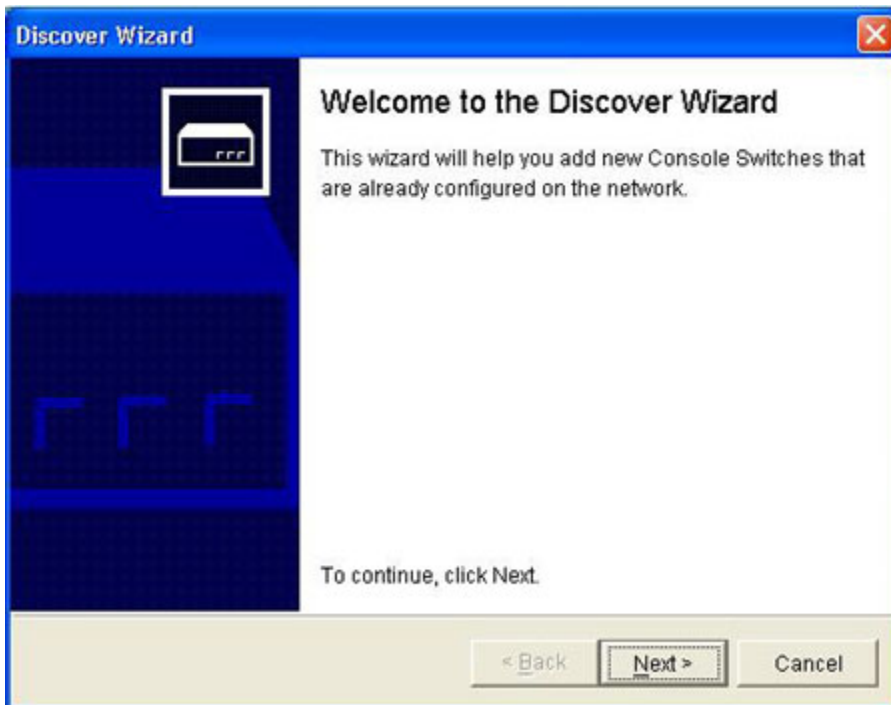 Discover Wizard
Welcome to the Discover Wizard
This wizard will help you add new Console Switches that
are already configured on the network.
To continue, click Next.
< Back
Next >
Cancel